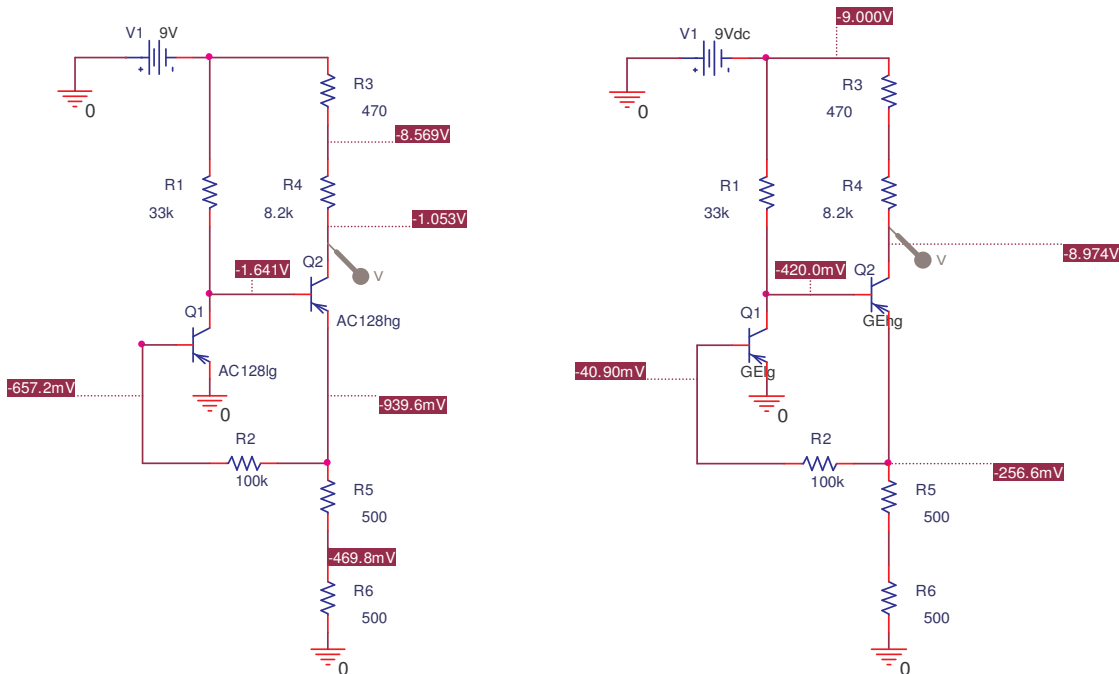 V1 9V
+ -
0
R3
470
-8.569V
R1
33k
R4
8.2k
-1.053V
V
-1.641V
Q2
AC128hg
Q1
AC128lg
0
-657.2mV
-939.6mV
R2
100k
R5
500
-469.8mV
R6
500
0
-9.000V
V1 9Vdc
+ -
0
R3
470
R1
33k
R4
8.2k
V
-8.974V
-420.0mV
Q2
GEhg
Q1
GElg
0
-40.90mV
R2
100k
-256.6mV
R5
500
R6
500
0